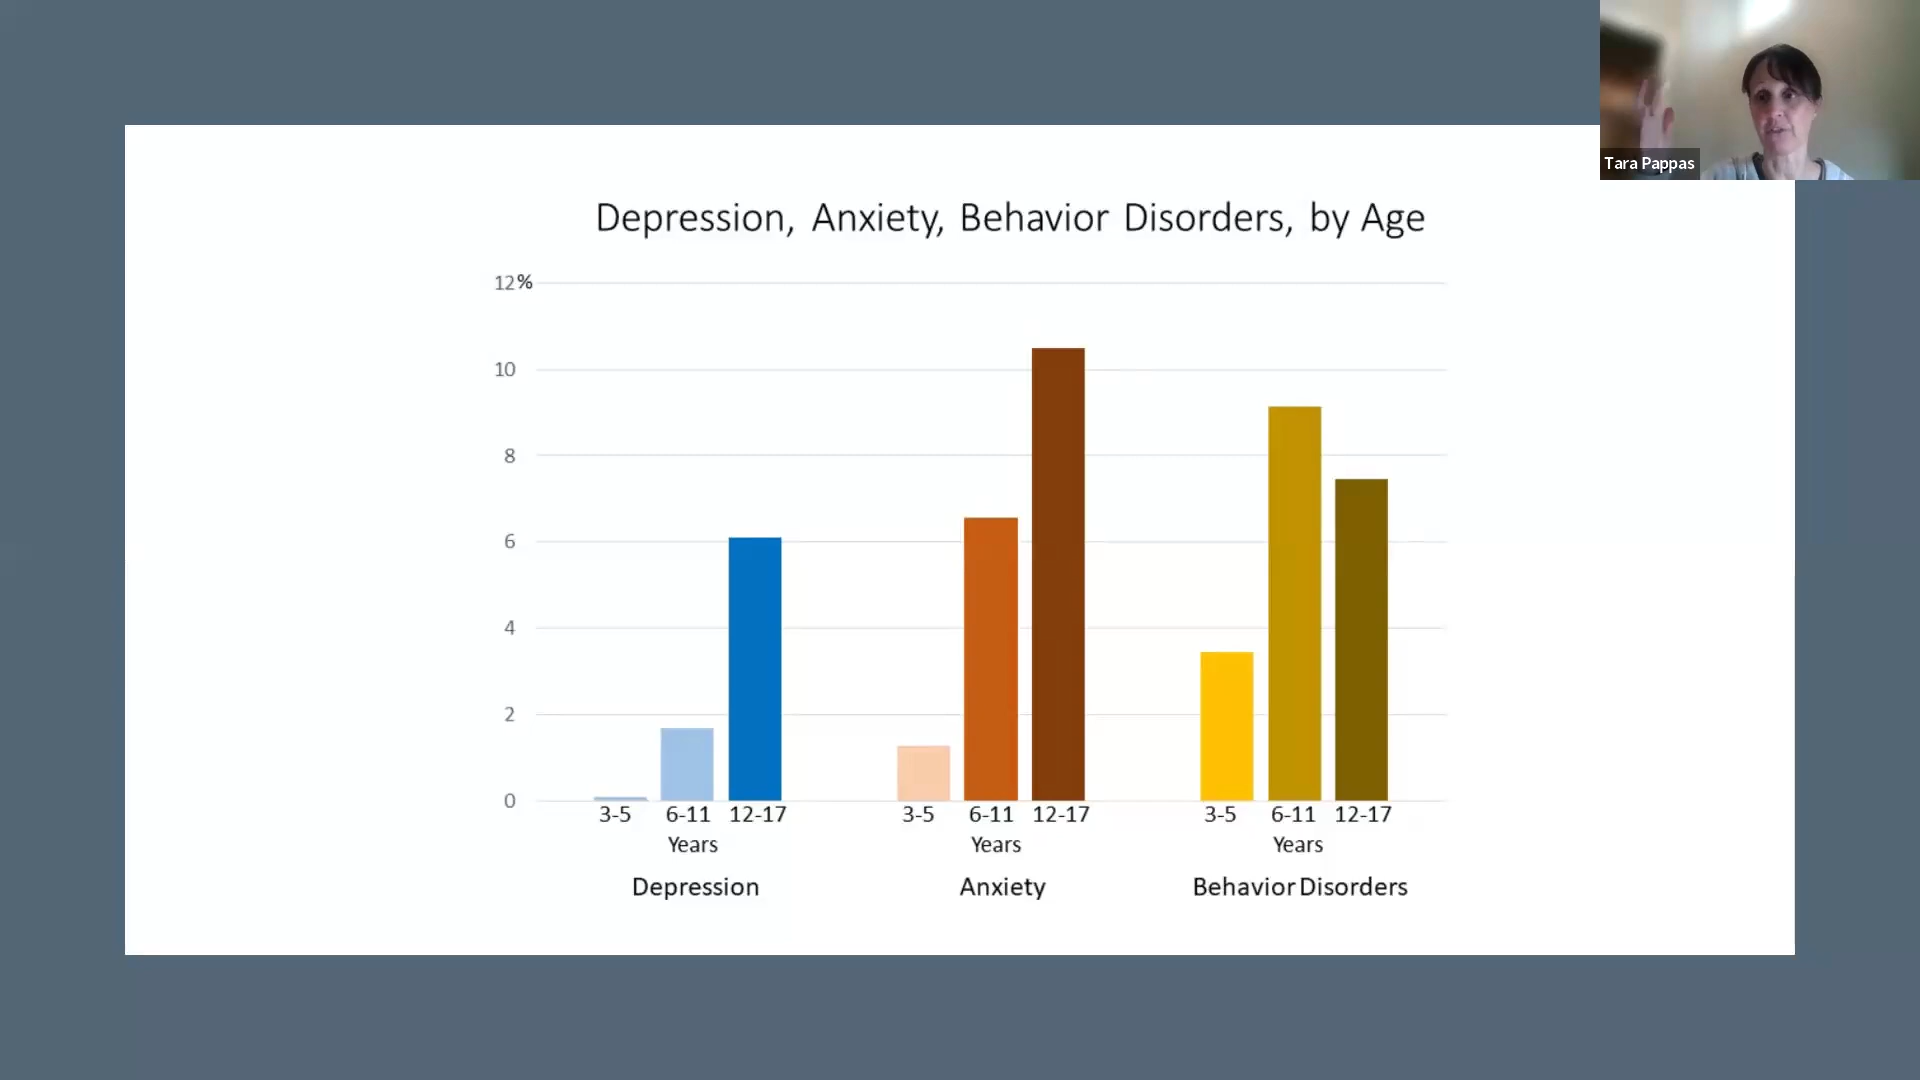 Tara Pappas
Depression, Anxiety, Behavior Disorders, by Age
12%
10
8
6
4
2
0
3-5 6-11 12-17 3-5 6-11 12-17 3-5 6-11 12-17
Years Years Years
Depression Anxiety Behavior Disorders